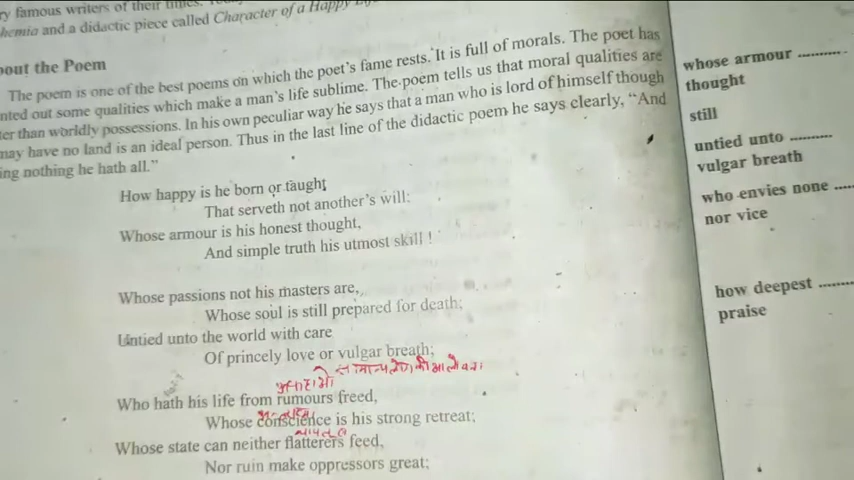 ry famous writers of their times.
hemia and a didactic piece called Character of a Happy
bout the Poem
The poem is one of the best poems on which the poet's fame rests. It is full of morals. The poet has
nted out some qualities which make a man's life sublime. The poem tells us that moral qualities are
ter than worldly possessions. In his own peculiar way he says that a man who is lord of himself though
may have no land is an ideal person. Thus in the last line of the didactic poem he says clearly, "And
ing nothing he hath all."
How happy is he born or taught
That serveth not another's will;
Whose armour is his honest thought,
And simple truth his utmost skill !
Whose passions not his masters are,
Whose soul is still prepared for death;
Untied unto the world with care
Of princely love or vulgar breath;
Who hath his life from rumours freed,
Whose conscience is his strong retreat;
Whose state can neither flatterers feed,
Nor ruin make oppressors great;
whose armour ..........
thought
still
untied unto ..........
vulgar breath
who envies none .....
nor vice
how deepest ........
praise